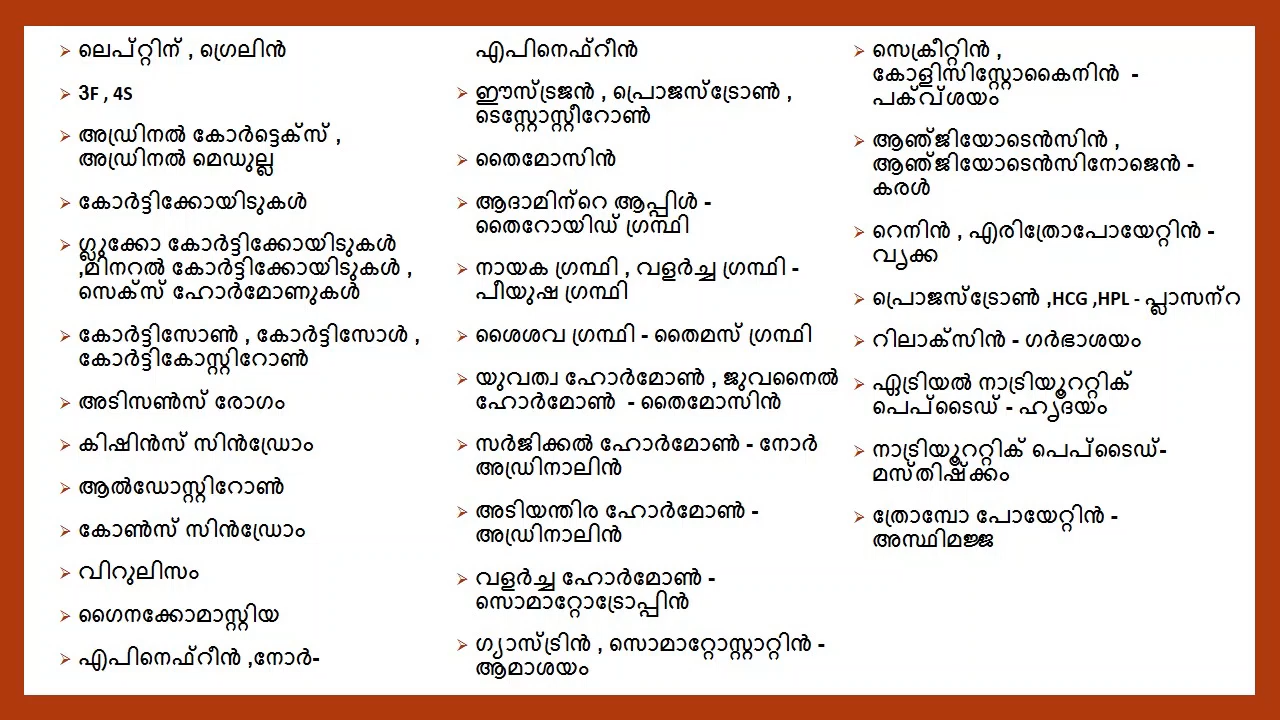 ലെപ്റ്റിന് , ഗ്രെലിൻ
3F , 4S
അഡ്രിനൽ കോർട്ടെക്സ് ,
അഡ്രിനൽ മെഡുല്ല
കോർട്ടിക്കോയിടുകൾ
ഗ്ലുക്കോ കോർട്ടിക്കോയിടുകൾ
,മിനറൽ കോർട്ടിക്കോയിടുകൾ ,
സെക്സ് ഹോർമോണുകൾ
കോർട്ടിസോൺ , കോർട്ടിസോൾ ,
കോർട്ടികോസ്റ്റിറോൺ
അടിസൺസ് രോഗം
കിഷിൻസ് സിൻഡ്രോം
ആൽഡോസ്റ്റിറോൺ
കോൺസ് സിൻഡ്രോം
വിറുലിസം
ഗൈനക്കോമാസ്റ്റിയ
എപിനെഫ്റീൻ ,നോർ-
എപിനെഫ്റീൻ
ഈസ്ട്രജൻ , പ്രൊജസ്ട്രോൺ ,
ടെസ്റ്റോസ്റ്റീറോൺ
തൈമോസിൻ
ആദാമിന്റെ ആപ്പിൾ -
തൈറോയിഡ് ഗ്രന്ഥി
നായക ഗ്രന്ഥി , വളർച്ച ഗ്രന്ഥി -
പീയുഷ ഗ്രന്ഥി
ശൈശവ ഗ്രന്ഥി - തൈമസ് ഗ്രന്ഥി
യുവത്വ ഹോർമോൺ , ജുവനൈൽ
ഹോർമോൺ - തൈമോസിൻ
സർജിക്കൽ ഹോർമോൺ - നോർ
അഡ്രിനാലിൻ
അടിയന്തിര ഹോർമോൺ -
അഡ്രിനാലിൻ
വളർച്ച ഹോർമോൺ -
സൊമാറ്റോട്രോപ്പിൻ
ഗ്യാസ്ട്രിൻ , സൊമാറ്റോസ്റ്റാറ്റിൻ -
ആമാശയം
സെക്രീറ്റിൻ ,
കോളിസിസ്റ്റോകൈനിൻ -
പക്വ്ശയം
ആഞ്ജിയോടെൻസിൻ ,
ആഞ്ജിയോടെൻസിനോജെൻ -
കരൾ
റെനിൻ , എരിത്രോപോയേറ്റിൻ -
വൃക്ക
പ്രൊജസ്ട്രോൺ ,HCG ,HPL - പ്ലാസന്റ
റിലാക്സിൻ - ഗർഭാശയം
ഏട്രിയൽ നാട്രിയൂററ്റിക്
പെപ്ടൈഡ് - ഹൃദയം
നാട്രിയൂററ്റിക് പെപ്ടൈഡ്-
മസ്തിഷ്ക്കം
ത്രോമ്പോ പോയേറ്റിൻ -
അസ്ഥിമജ്ജ